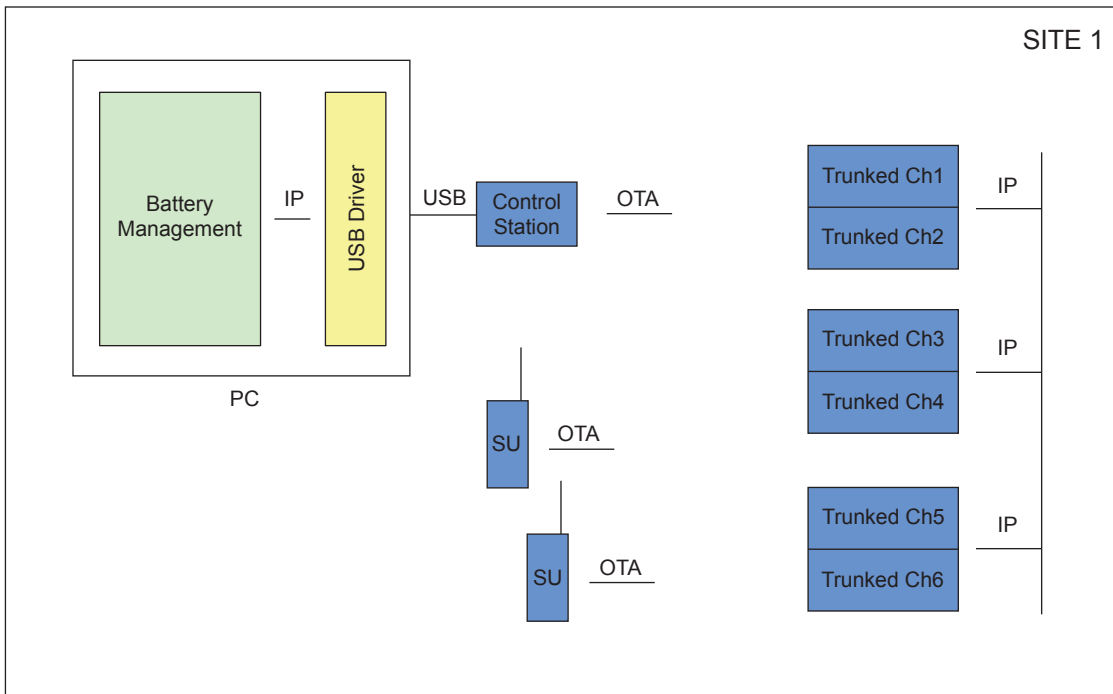 SITE 1
Battery
Management
IP
USB Driver
PC
USB
Control
Station
OTA
SU
OTA
SU
OTA
Trunked Ch1
Trunked Ch2
IP
Trunked Ch3
Trunked Ch4
IP
Trunked Ch5
Trunked Ch6
IP